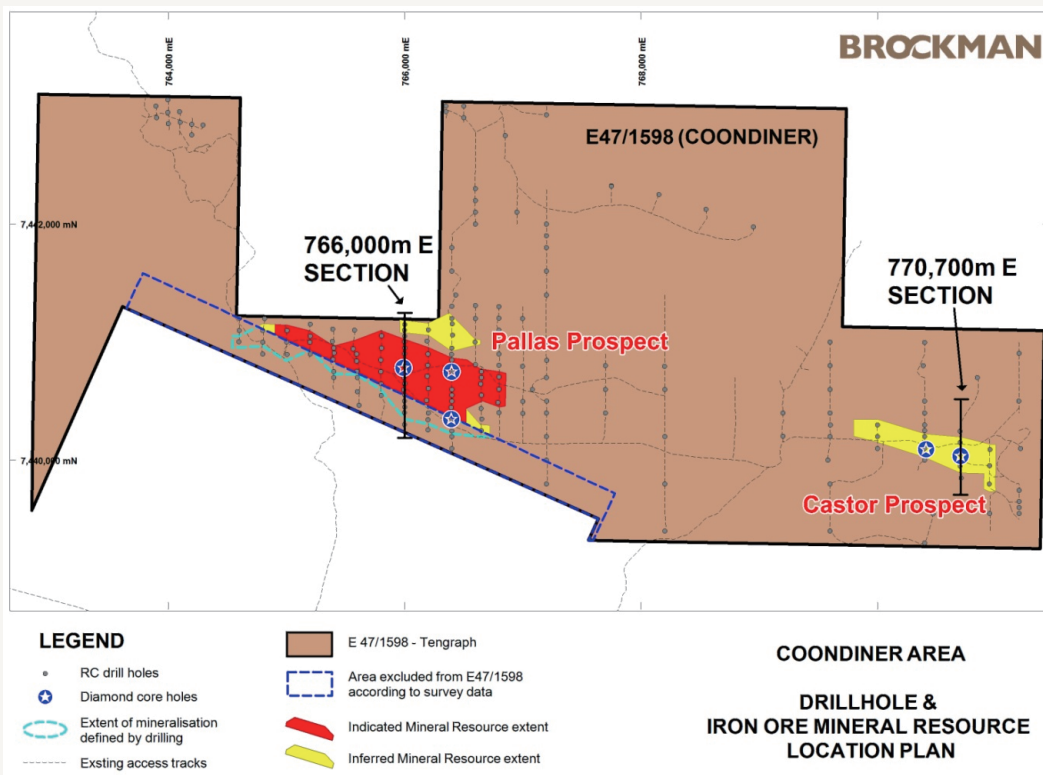 764,000 mE
766,000 mE
768,000 mE
BROCKMAN
E47/1598 (COONDINER)
7,442,000 mN
766,000m E
SECTION
770,700m E
SECTION
Pallas Prospect
7,440,000 mN
Castor Prospect
LEGEND
RC drill holes
Diamond core holes
Extent of mineralisation
defined by drilling
Exsting access tracks
E 47/1598 - Tengraph
Area excluded from E47/1598
according to survey data
Indicated Mineral Resource extent
Inferred Mineral Resource extent
COONDINER AREA
DRILLHOLE &
IRON ORE MINERAL RESOURCE
LOCATION PLAN